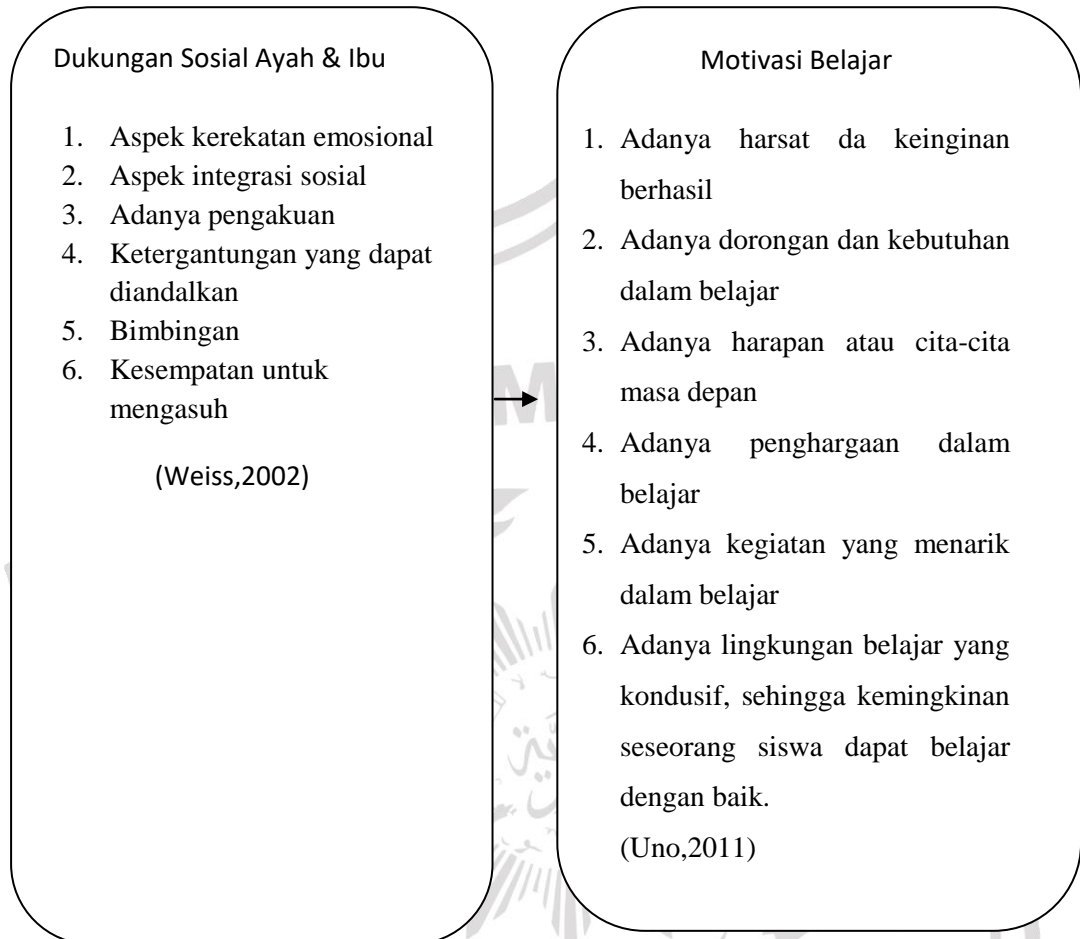 Dukungan Sosial Ayah & Ibu
1. Aspek kerekatan emosional
2. Aspek integrasi sosial
3. Adanya pengakuan
4. Ketergantungan yang dapat
diandalkan
5. Bimbingan
6. Kesempatan untuk
mengasuh
(Weiss,2002)
Motivasi Belajar
1. Adanya harsat da keinginan
berhasil
2. Adanya dorongan dan kebutuhan
dalam belajar
3. Adanya harapan atau cita-cita
masa depan
4. Adanya penghargaan dalam
belajar
5. Adanya kegiatan yang menarik
dalam belajar
6. Adanya lingkungan belajar yang
kondusif, sehingga kemingkinan
seseorang siswa dapat belajar
dengan baik.
(Uno,2011)